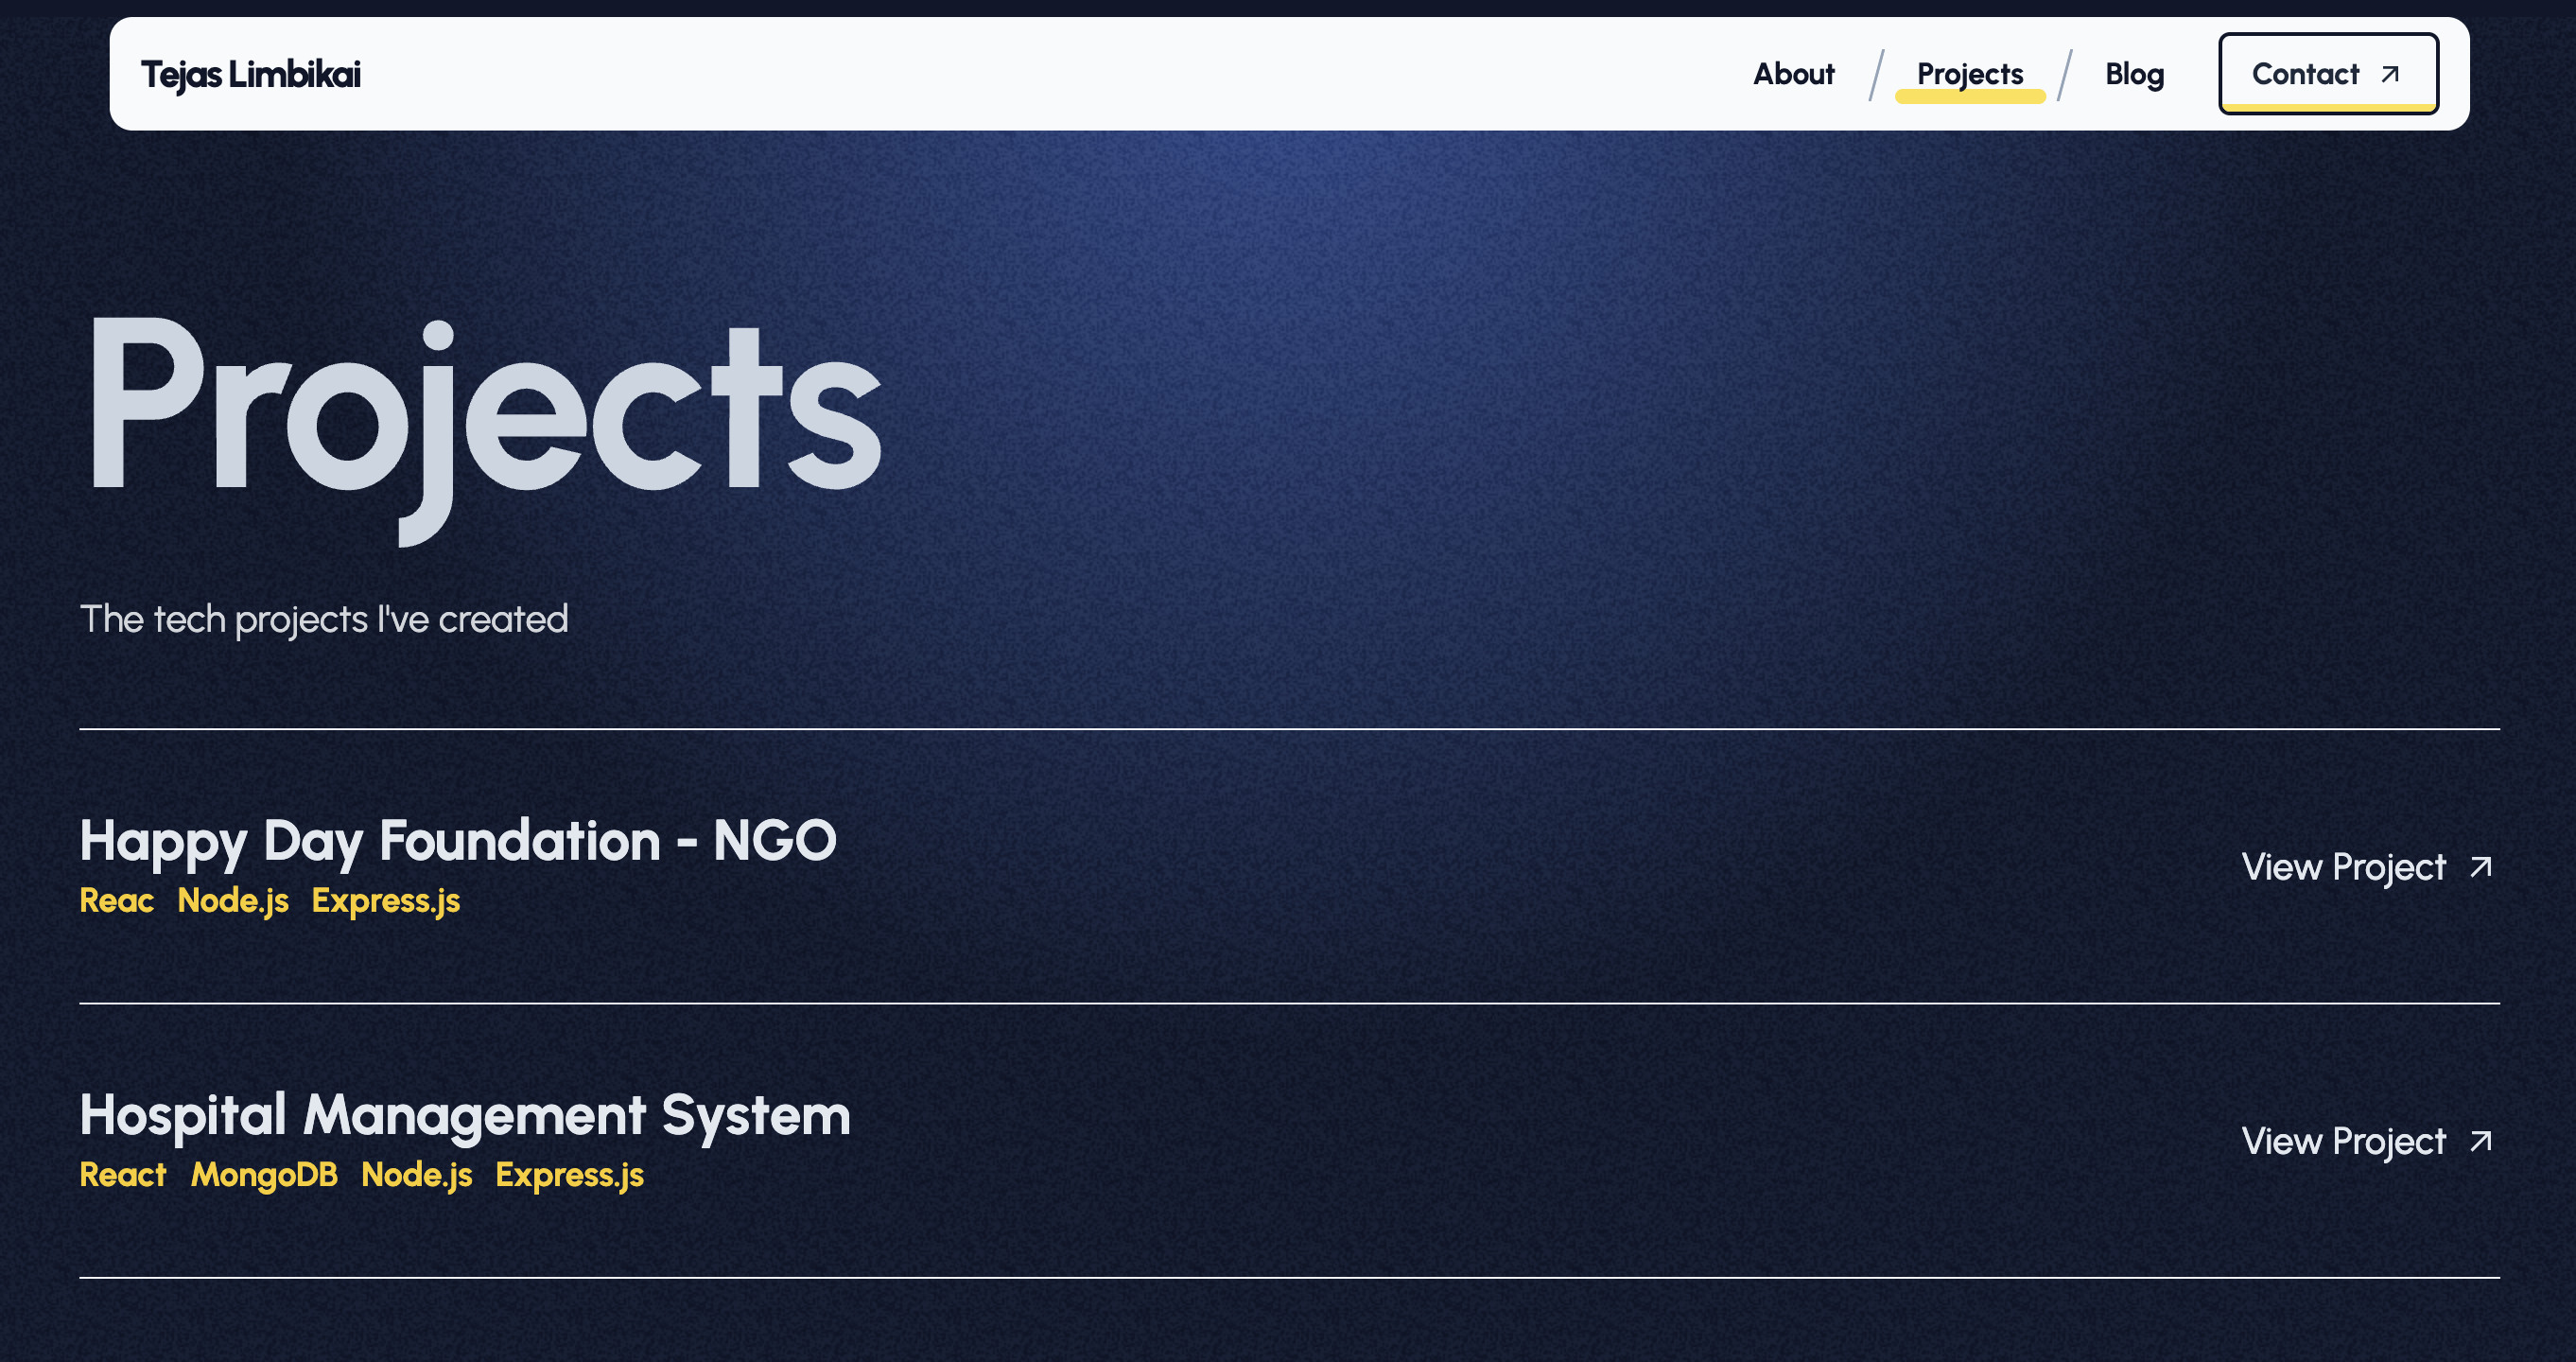 Tejas Limbikai
About / Projects / Blog Contact
Projects
The tech projects I've created
Happy Day Foundation - NGO
Reac Node.js Express.js
View Project
Hospital Management System
React MongoDB Node.js Express.js
View Project